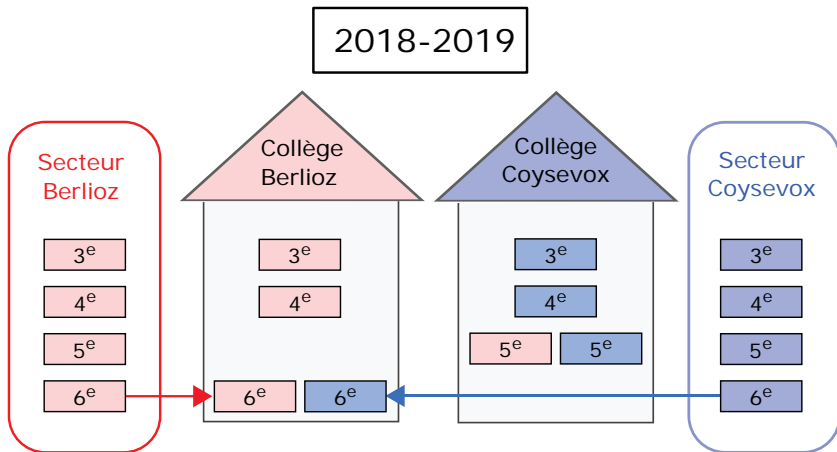 2018-2019
Secteur
Berlioz
3e
4e
5e
6e
Collège
Berlioz
3e
4e
6e
6e
Collège
Coysevox
3e
4e
5e
5e
Secteur
Coysevox
3e
4e
5e
6e